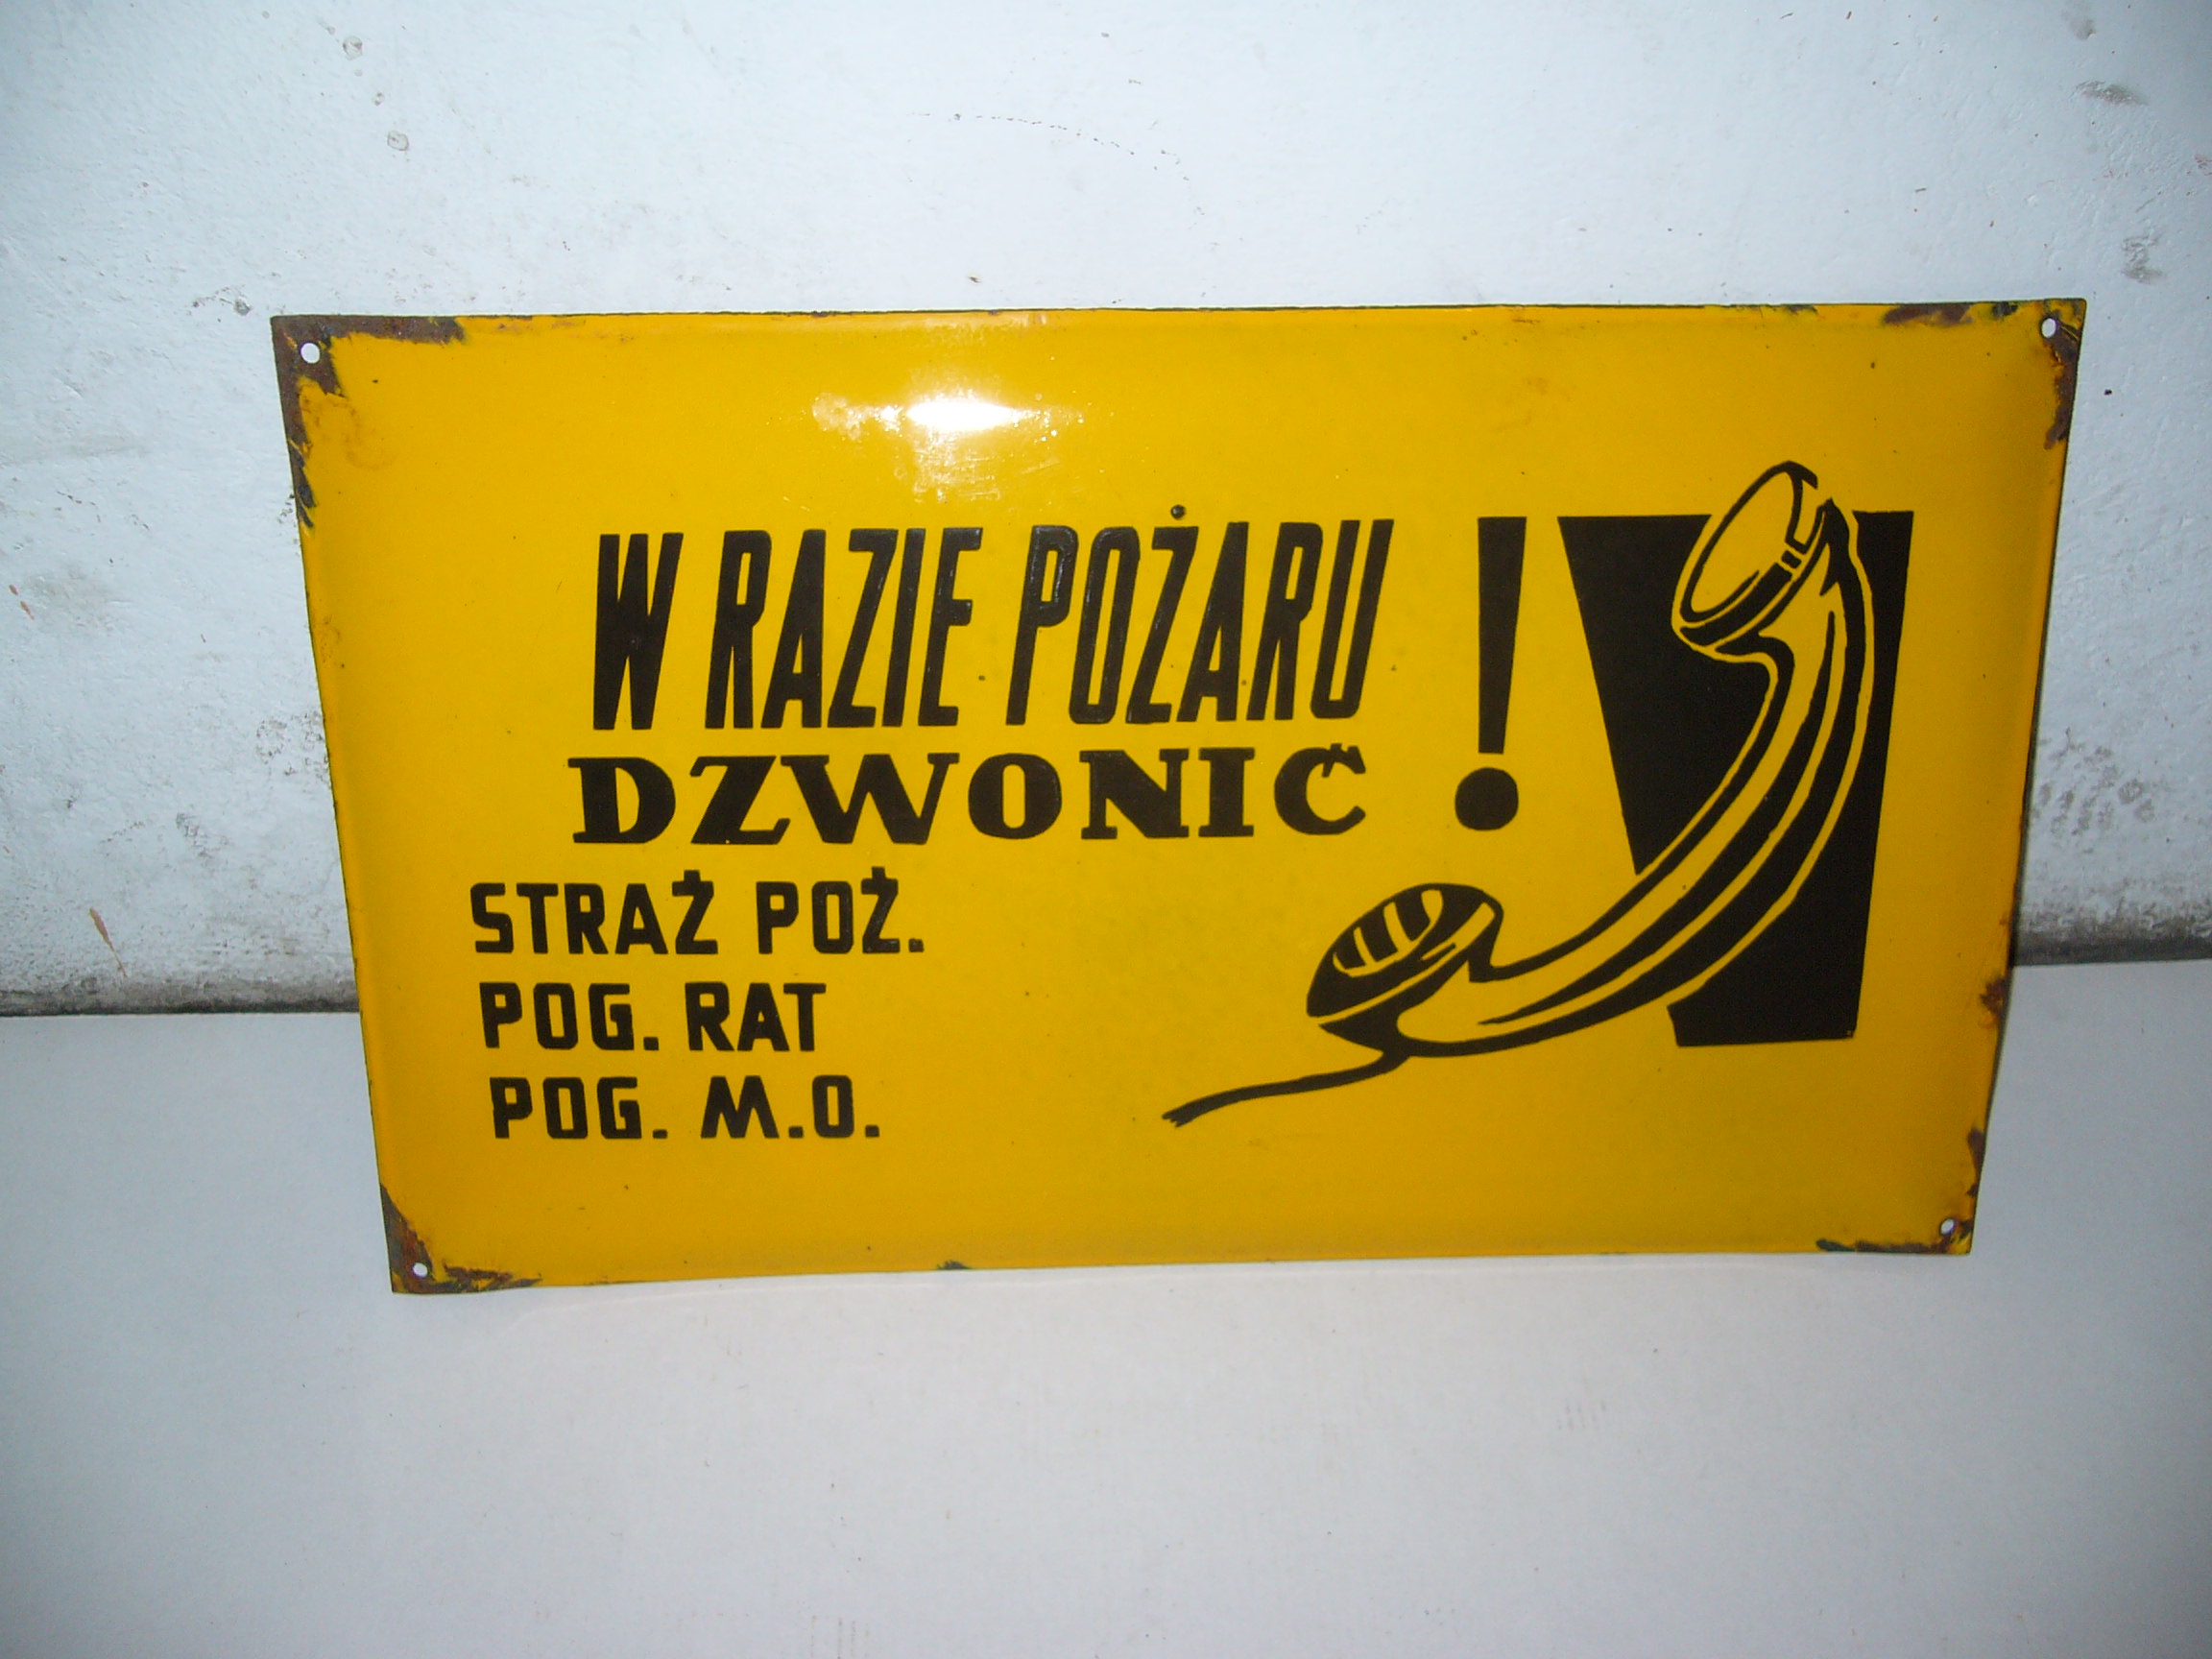 W RAZIE POŻARU !
DZWONIĆ
STRAŻ POŻ.
POG. RAT
POG. M.O.